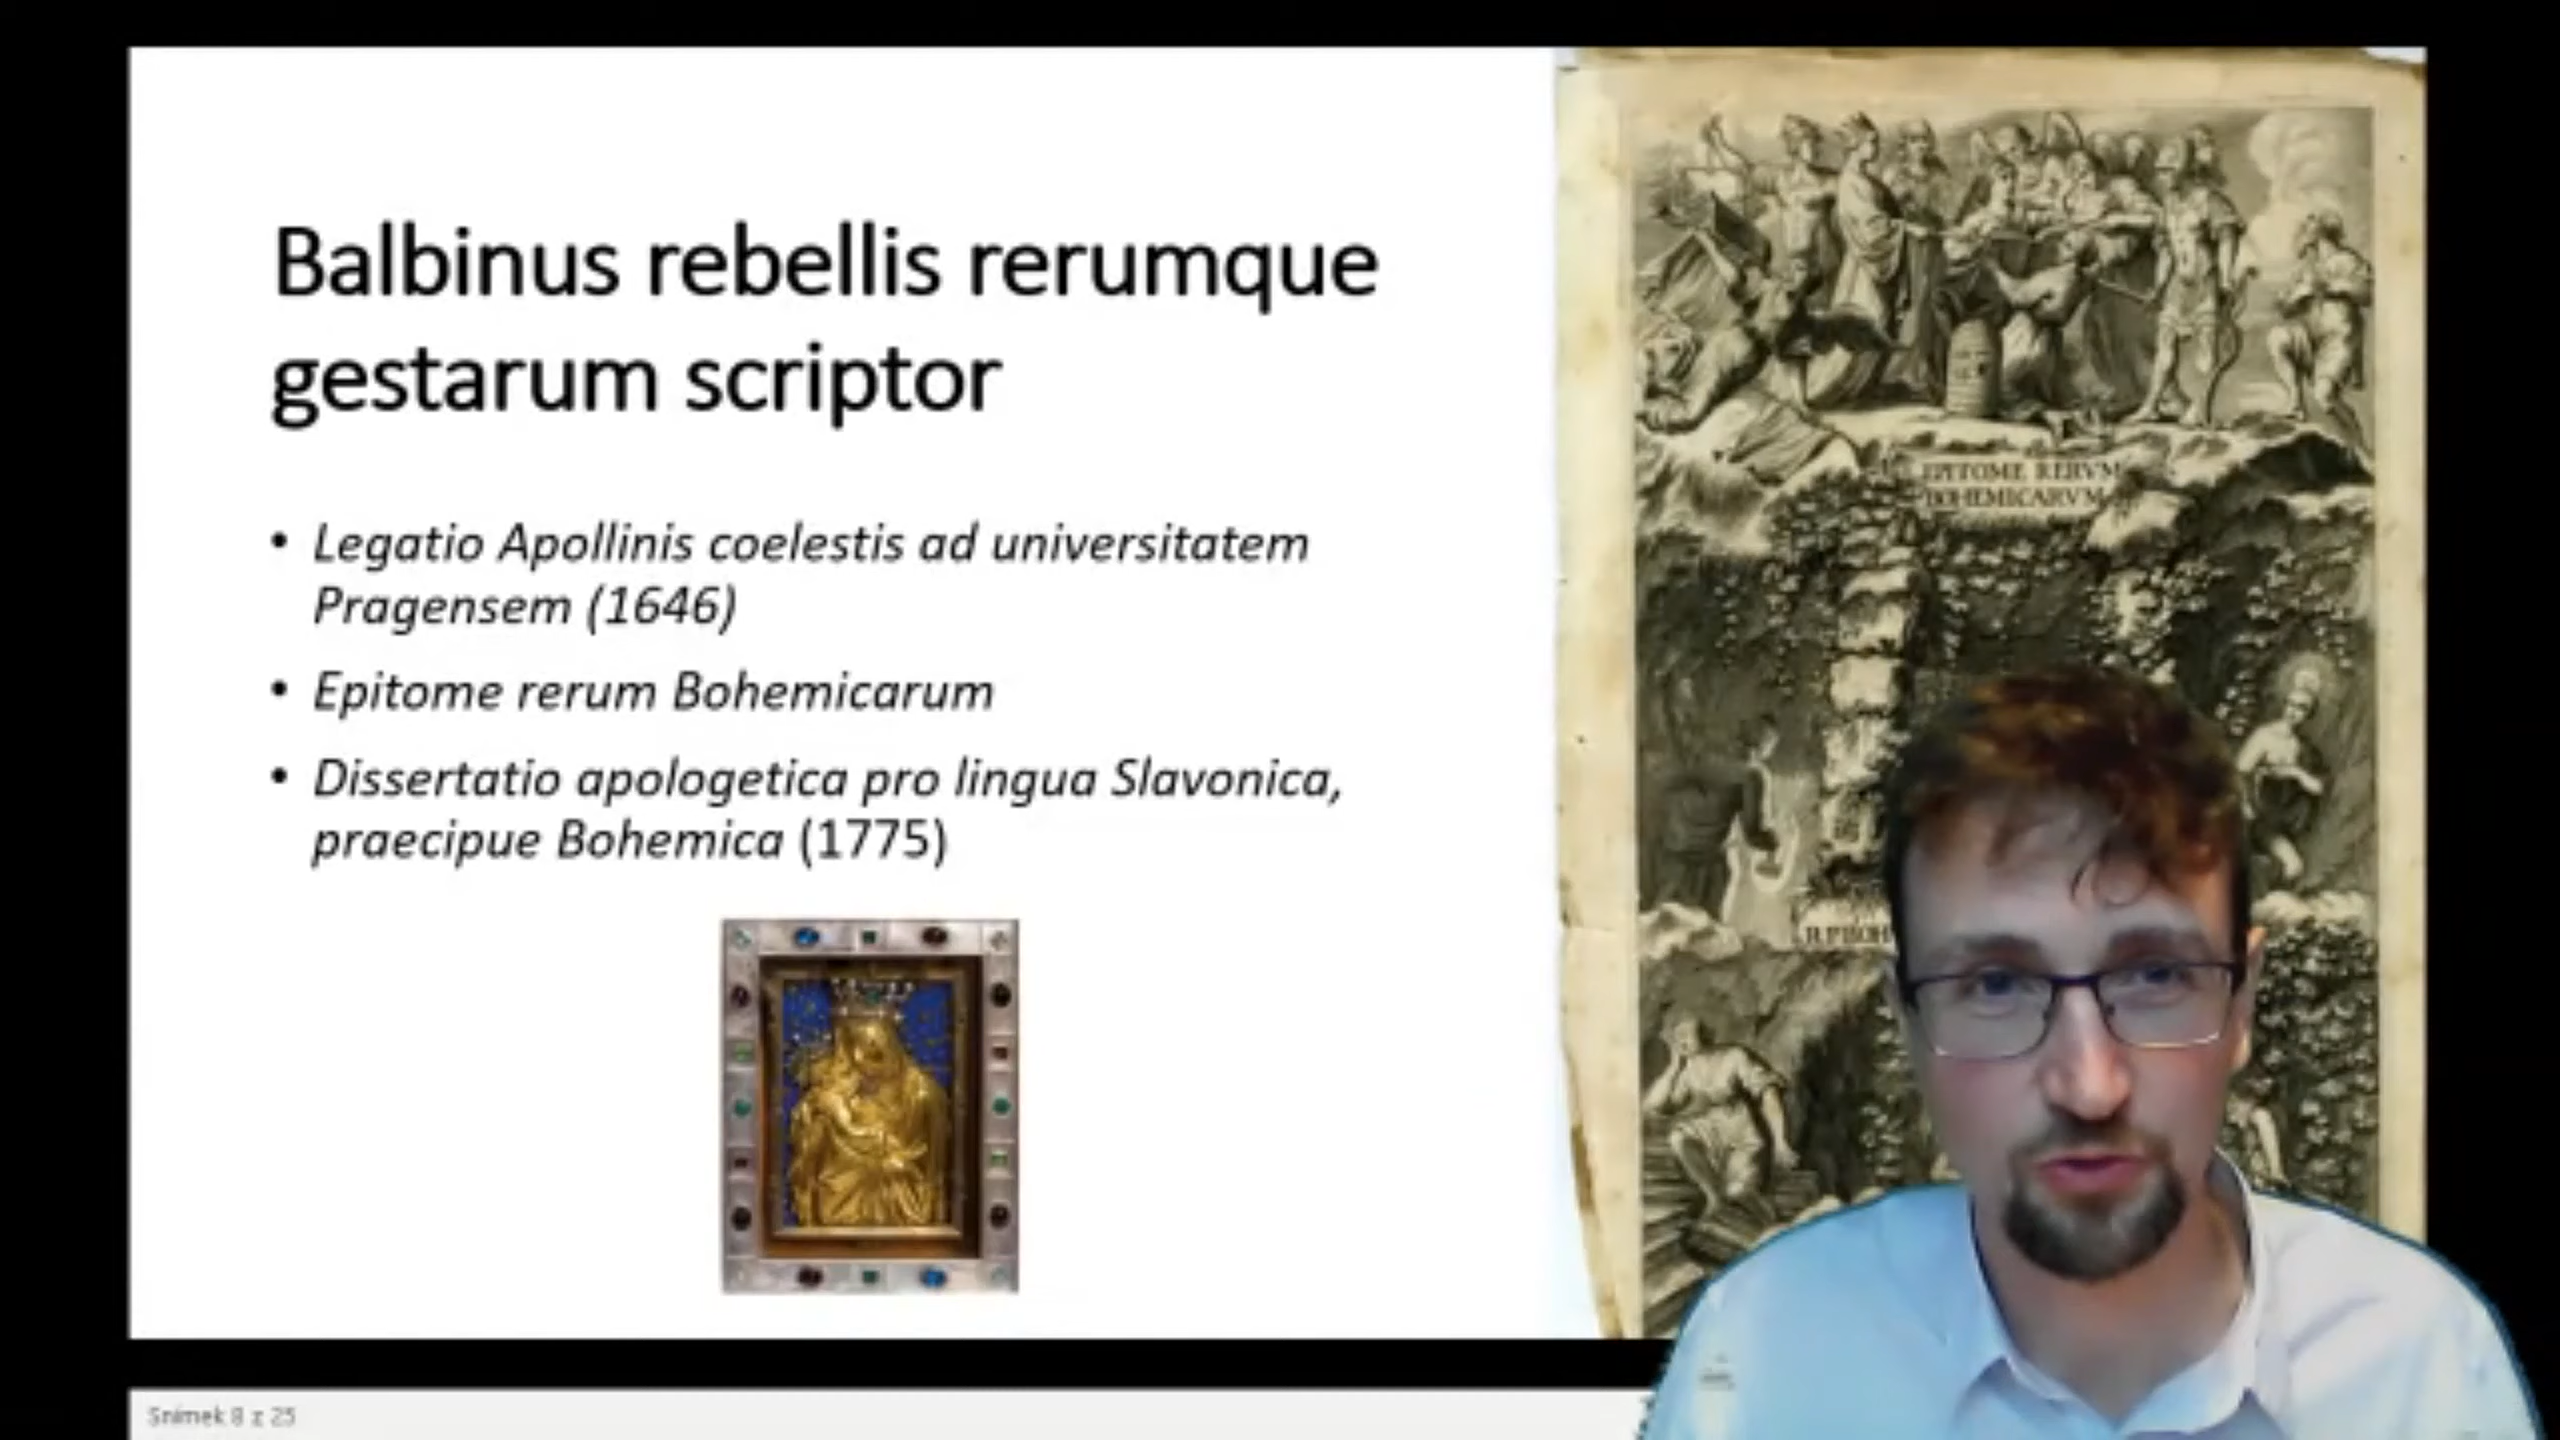 Balbinus rebellis rerumque
gestarum scriptor
• Legatio Apollinis coelestis ad universitatem
Pragensem (1646)
• Epitome rerum Bohemicarum
• Dissertatio apologetica pro lingua Slavonica,
praecipue Bohemica (1775)
EPITOME RERVM
BOHEMICARVM
Snímek 8 z 25